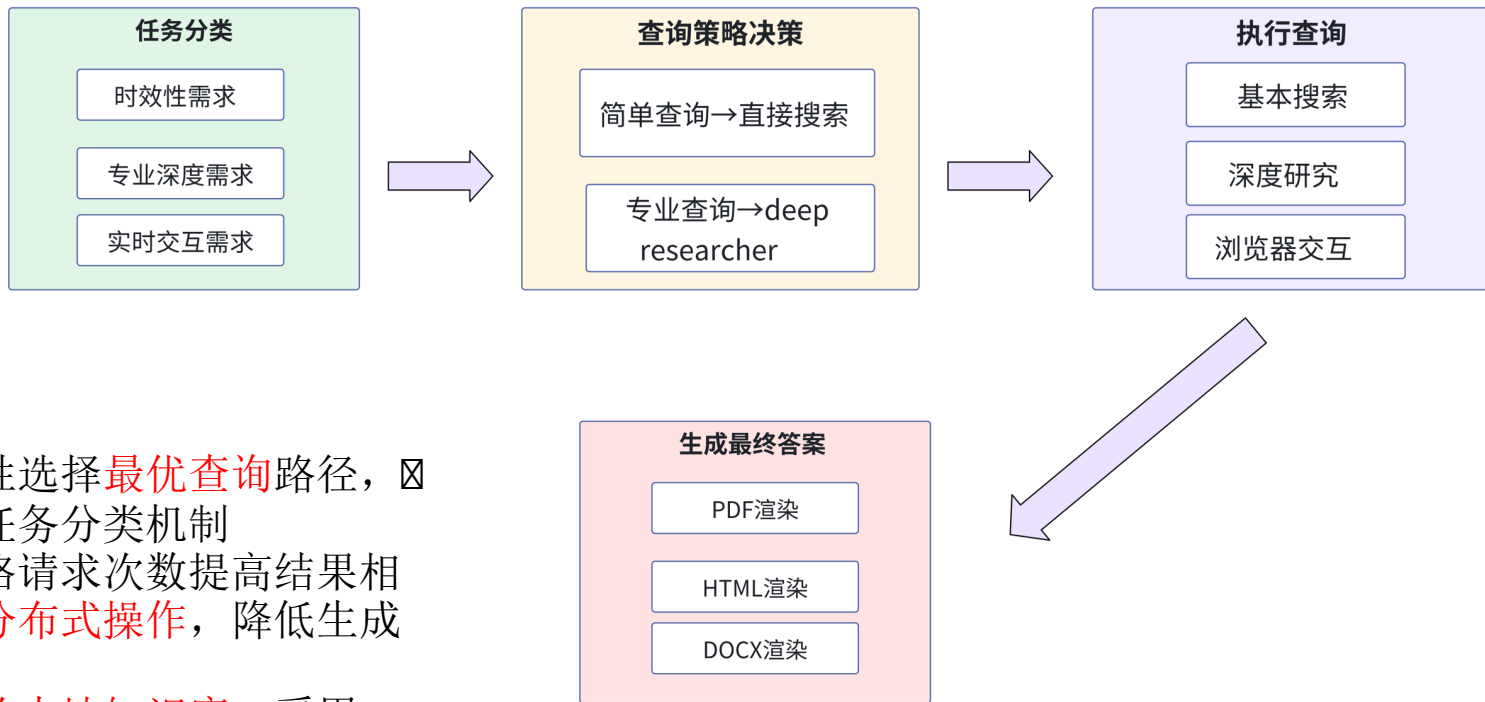 任务分类
时效性需求
专业深度需求
实时交互需求
查询策略决策
简单查询→直接搜索
专业查询→deep
researcher
执行查询
基本搜索
深度研究
浏览器交互
生成最终答案
PDF渲染
HTML渲染
DOCX渲染
选择最优查询路径，
任务分类机制
请求次数提高结果相
分布式操作，降低生成